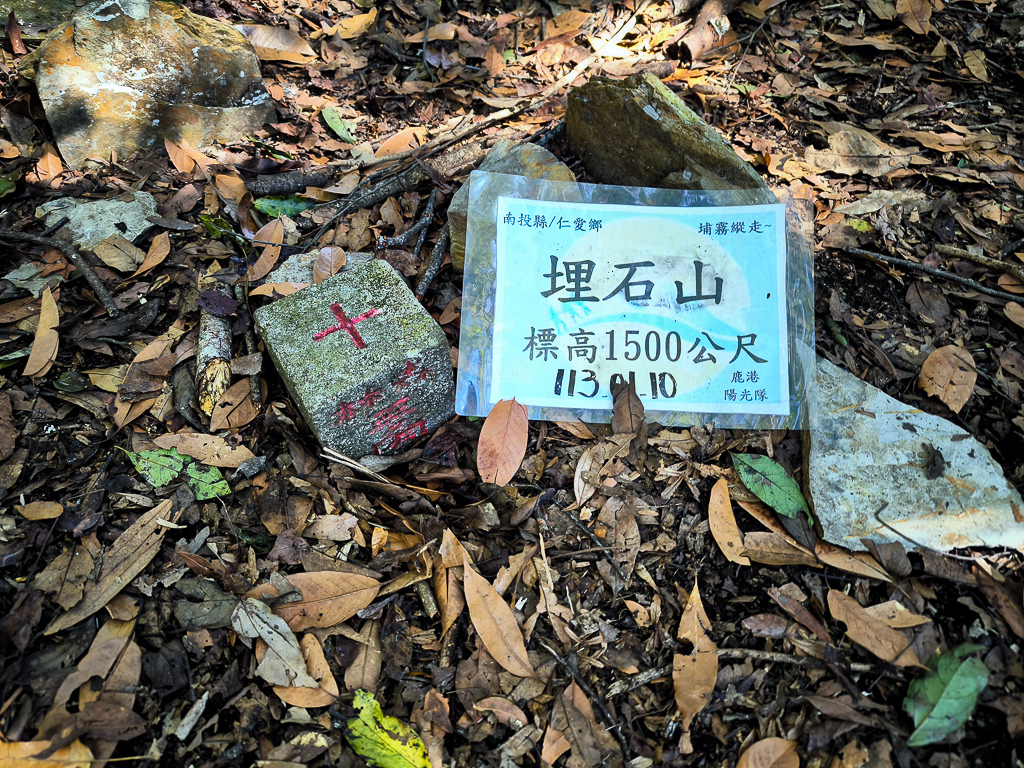 南投縣/仁愛鄉
埔霧縱走~
埋石山
標高1500公尺
113.01.10
鹿港
陽光隊